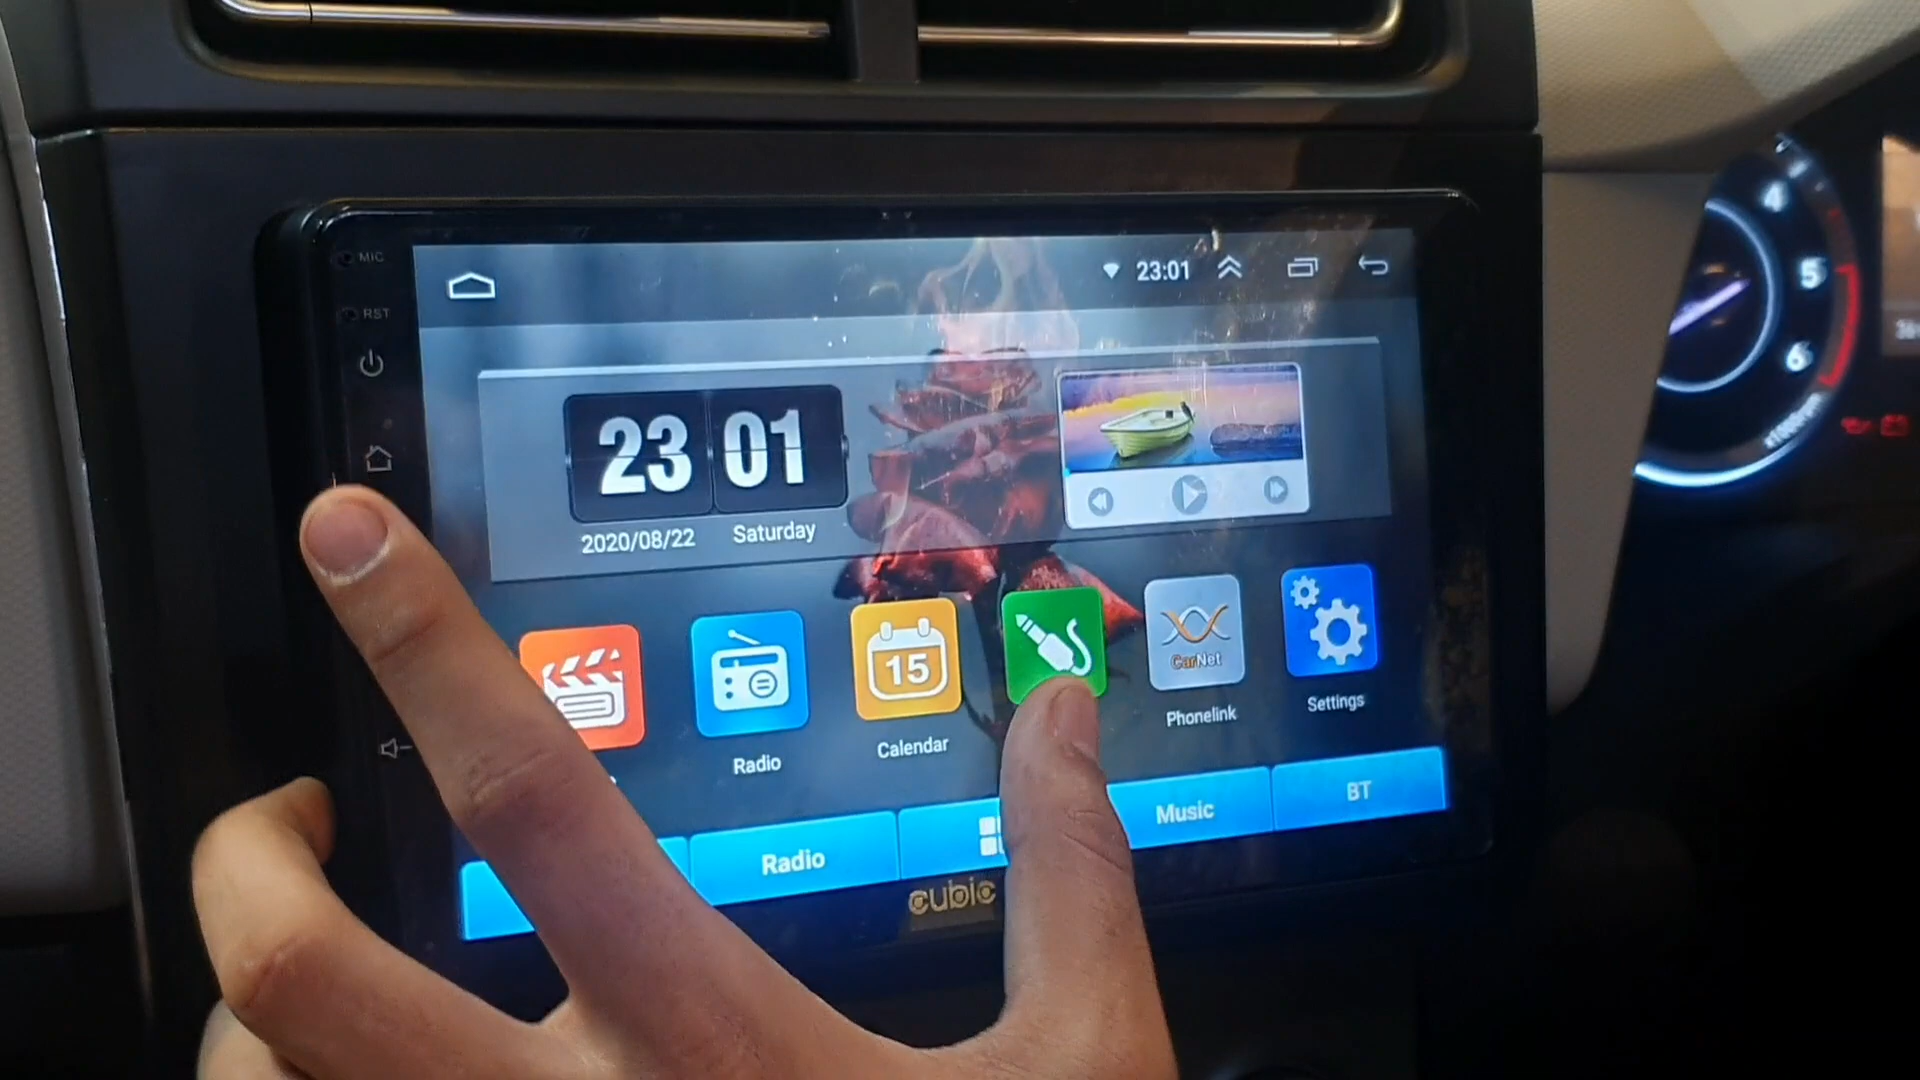 MIC
RST
23:01
23 01
2020/08/22 Saturday
15
CarNet
Radio
Calendar
Phonelink
Settings
Radio
Music
BT
cubic
4
5
6
x1000rpm